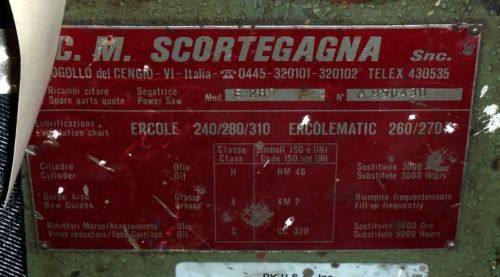 C. M. SCORTEGAGNA Snc.
OGOLLO del CENGIO - VI - Italia - ☎ 0445-320101-320102 TELEX 430535
Ricambi citare Segatrice
Spare parts quote Power Saw Mod N°
Lubrificazione
chart ERCOLE 240/280/310 ERCOLEMATIC 260/270
Classe Simboli ISO e UNI
Class Code ISO and UNI
Cilindro Olio H HM 46 Sostituire 3000
Cylinder Oil Substitute 3000 Hours
Guide Arco Grasso X XM 2 Riempire frequentemente
Bow Guides Grease Fill up frequently
Riduttori Morse/Avanzamento Olio C CC 320 Sostituire 5000 Ore
Vices reductors/Feed Carriage Oil Substitute 5000 Hours